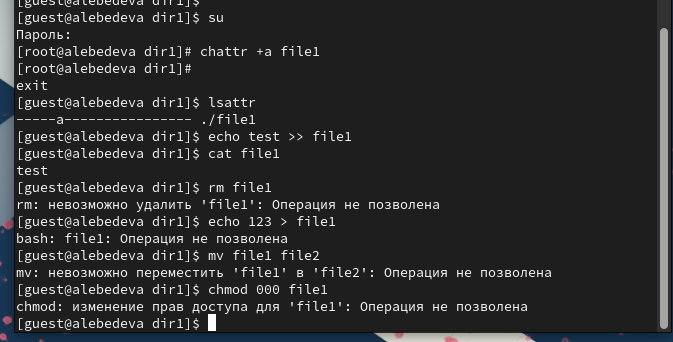 [guest@alebedeva dir1]$
[guest@alebedeva dir1]$ su
Пароль:
[root@alebedeva dir1]# chattr +a file1
[root@alebedeva dir1]#
exit
[guest@alebedeva dir1]$ lsattr
-----a---------------- ./file1
[guest@alebedeva dir1]$ echo test >> file1
[guest@alebedeva dir1]$ cat file1
test
[guest@alebedeva dir1]$ rm file1
rm: невозможно удалить 'file1': Операция не позволена
[guest@alebedeva dir1]$ echo 123 > file1
bash: file1: Операция не позволена
[guest@alebedeva dir1]$ mv file1 file2
mv: невозможно переместить 'file1' в 'file2': Операция не позволена
[guest@alebedeva dir1]$ chmod 000 file1
chmod: изменение прав доступа для 'file1': Операция не позволена
[guest@alebedeva dir1]$